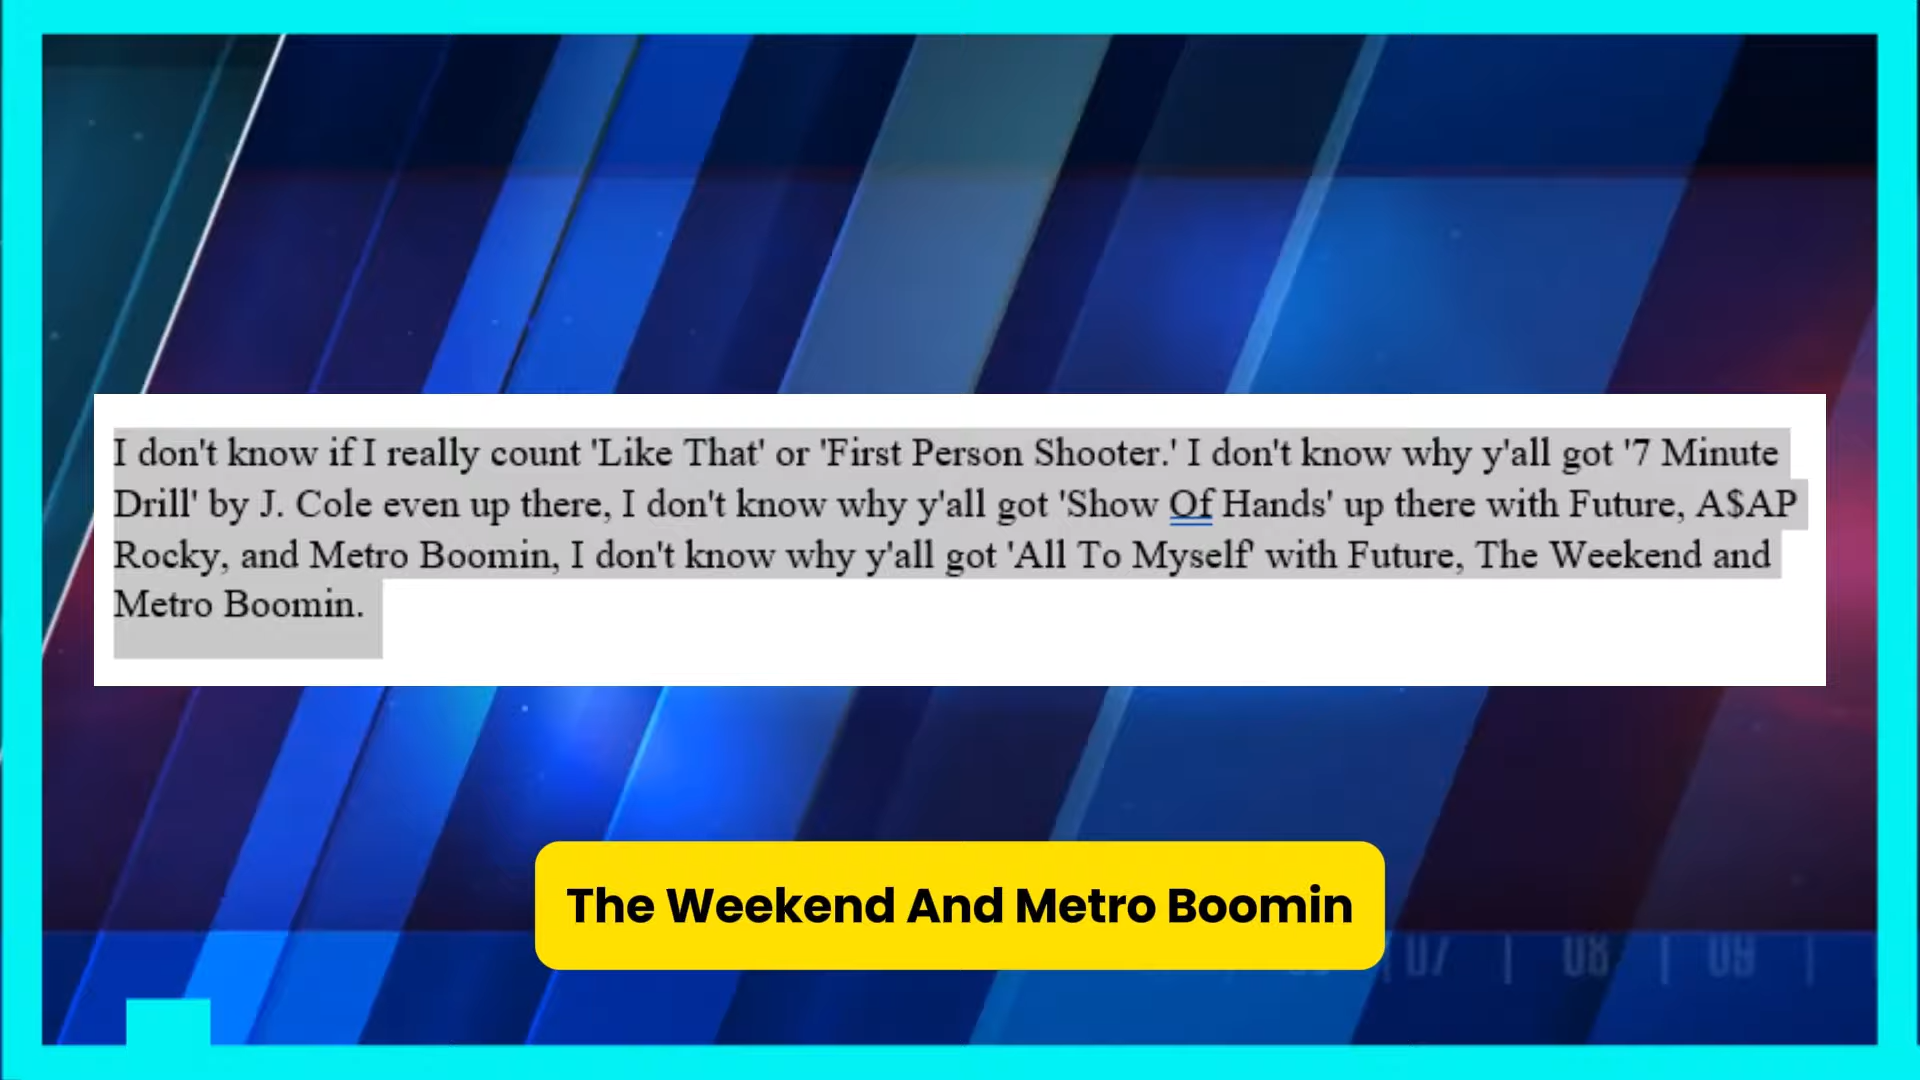 I don't know if I really count 'Like That' or 'First Person Shooter.' I don't know why y'all got '7 Minute
Drill' by J. Cole even up there, I don't know why y'all got 'Show Of Hands' up there with Future, A$AP
Rocky, and Metro Boomin, I don't know why y'all got 'All To Myself' with Future, The Weekend and
Metro Boomin.
The Weekend And Metro Boomin
07 | 08 | 09 |